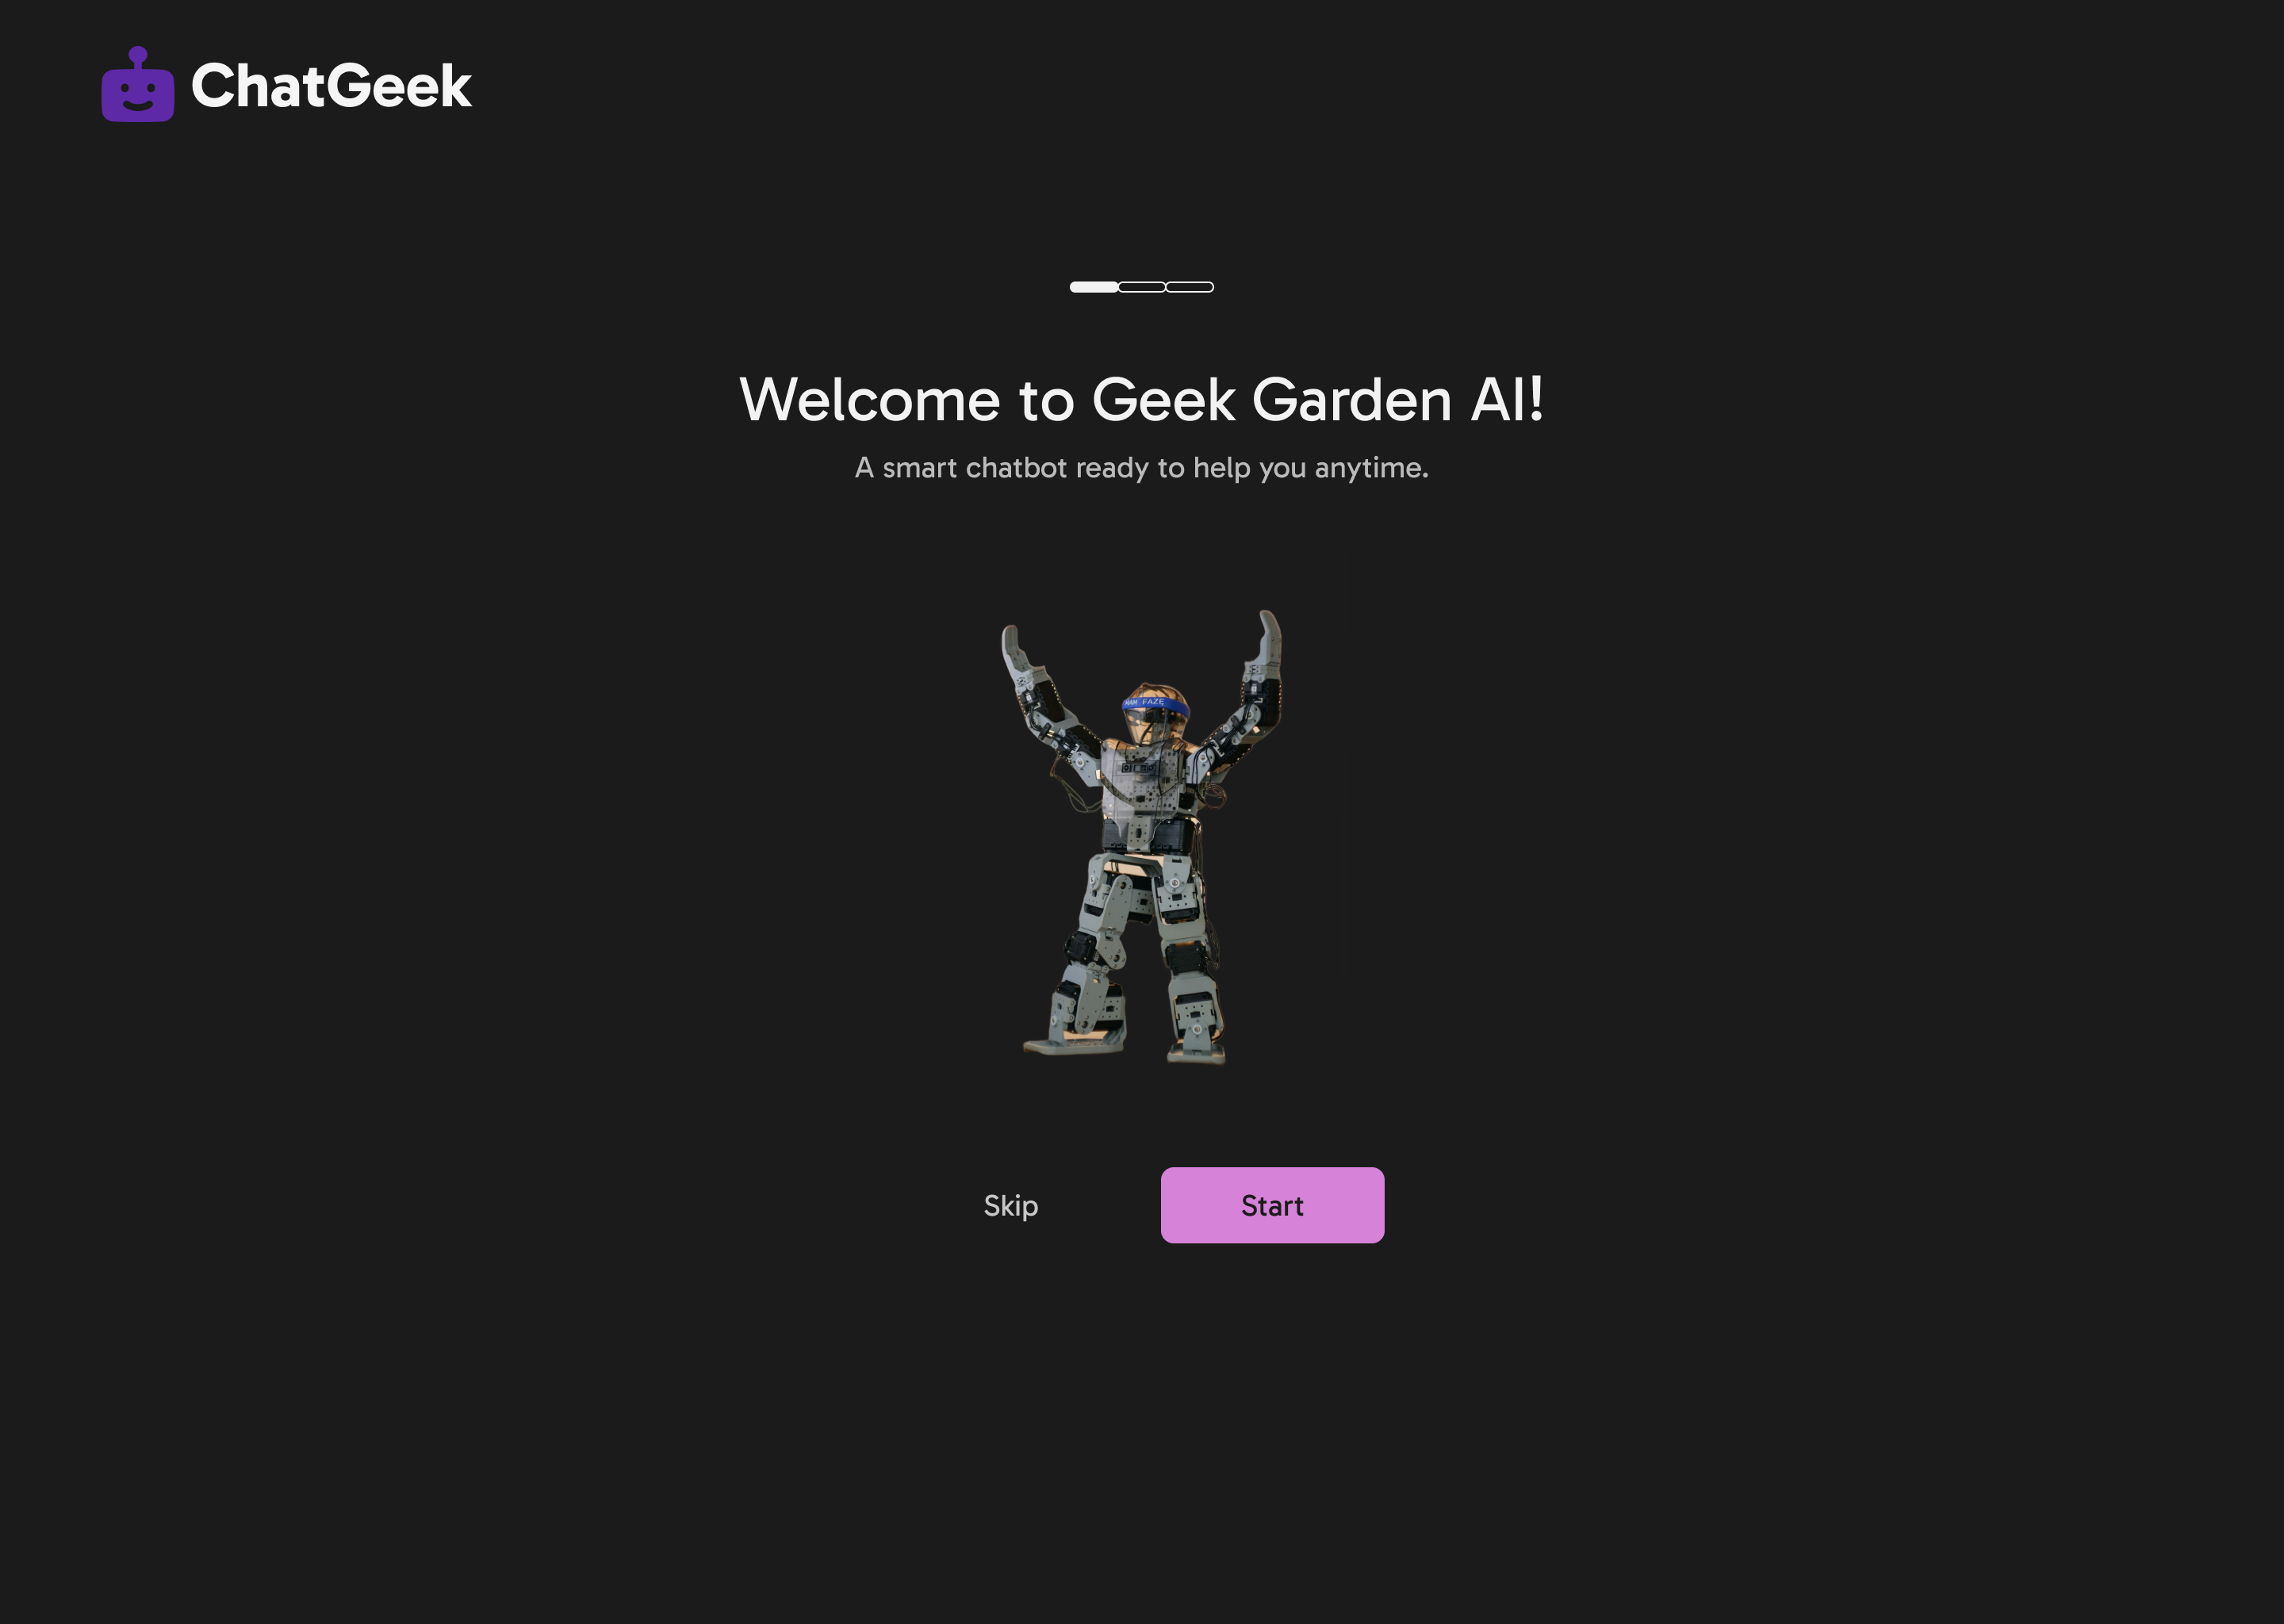 ChatGeek
Welcome to Geek Garden AI!
A smart chatbot ready to help you anytime.
FAZE
Skip
Start